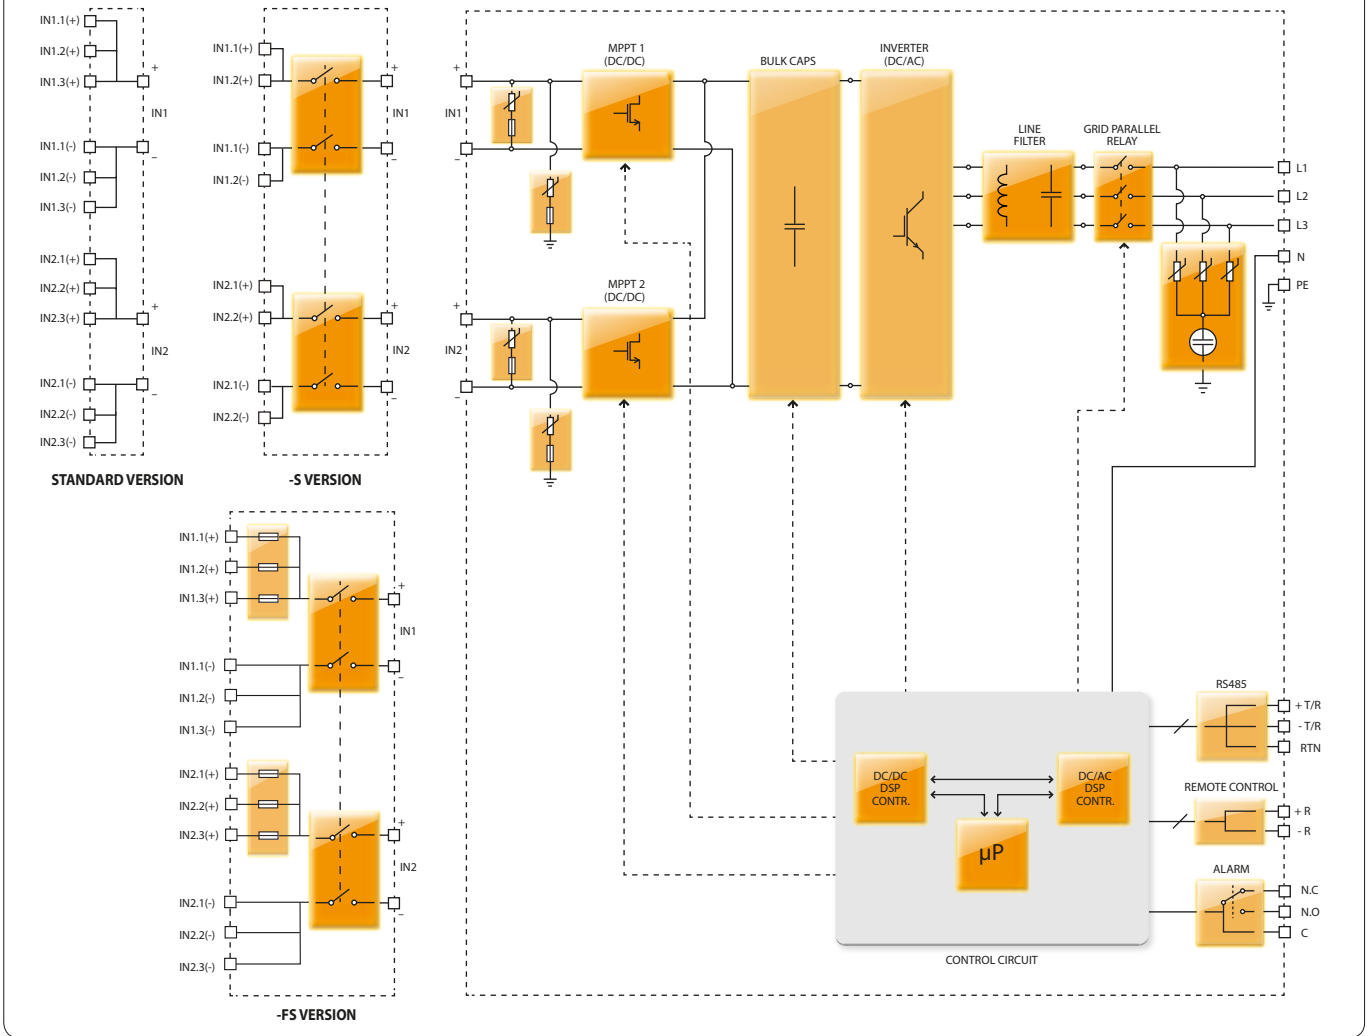 IN1.1(+)
IN1.2(+)
IN1.3(+)
+
IN1
IN1.1(-)
−
IN1.2(-)
IN1.3(-)
IN2.1(+)
IN2.2(+)
+
IN2.3(+)
IN2
IN2.1(-)
−
IN2.2(-)
IN2.3(-)
STANDARD VERSION
IN1.1(+)
+
IN1.2(+)
IN1
IN1.1(-)
−
IN1.2(-)
IN2.1(+)
+
IN2.2(+)
IN2
IN2.1(-)
−
IN2.2(-)
-S VERSION
IN1.1(+)
IN1.2(+)
+
IN1.3(+)
IN1
IN1.1(-)
−
IN1.2(-)
IN1.3(-)
IN2.1(+)
IN2.2(+)
+
IN2.3(+)
IN2
IN2.1(-)
−
IN2.2(-)
IN2.3(-)
-FS VERSION
+
IN1
−
+
IN2
−
MPPT 1
(DC/DC)
MPPT 2
(DC/DC)
BULK CAPS
INVERTER
(DC/AC)
LINE
FILTER
GRID PARALLEL
RELAY
L1
L2
L3
N
PE
DC/DC
DSP
CONTR.
DC/AC
DSP
CONTR.
µP
CONTROL CIRCUIT
RS485
+ T/R
- T/R
RTN
REMOTE CONTROL
+ R
- R
ALARM
N.C
N.O
C